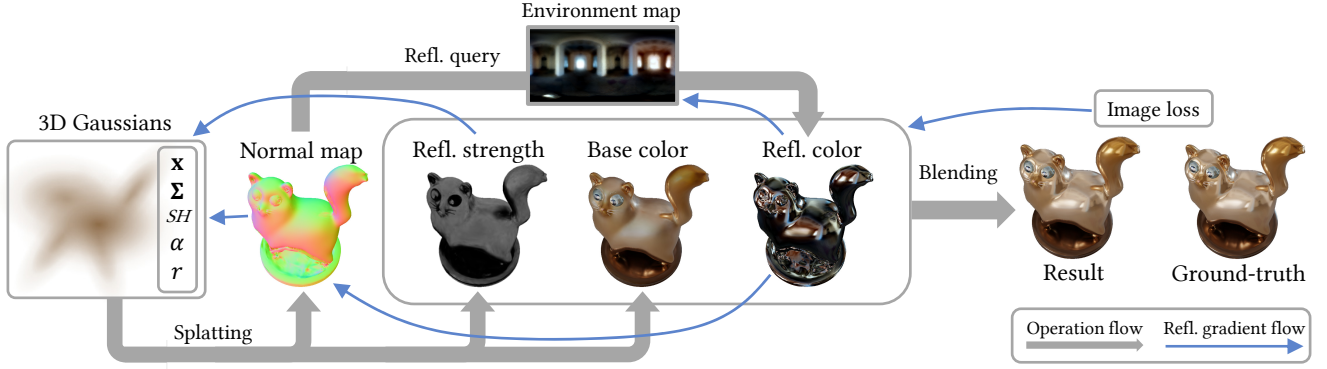 Environment map
Refl. query
Image loss
3D Gaussians
x
Σ
SH
α
r
Normal map
Refl. strength
Base color
Refl. color
Blending
Result
Ground-truth
Splatting
Operation flow
Refl. gradient flow